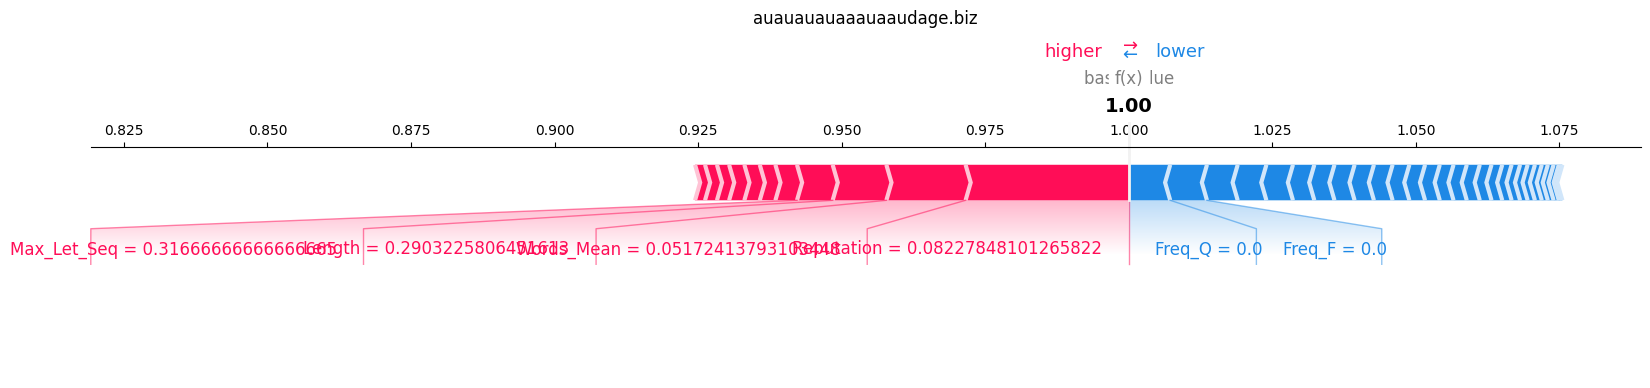 auauauauaaauaaudage.biz
higher ⇄ lower
f(x)
1.00
0.825 0.850 0.875 0.900 0.925 0.950 0.975 1.000 1.025 1.050 1.075
Max_Let_Seq = 0.31666666666666665 Length = 0.2903225806451613 Words_Mean = 0.05172413793103448 Reputation = 0.08227848101265822 Freq_Q = 0.0 Freq_F = 0.0